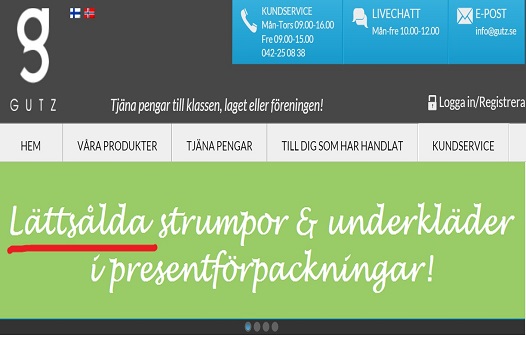 g
GUTZ
KUNDSERVICE
Mån-Tors 09.00-16.00
Fre 09.00-15.00
042-25 08 38
LIVECHATT
Mån-fre 10.00-12.00
E-POST
info@gutz.se
Tjäna pengar till klassen, laget eller föreningen!
Logga in/Registrera
HEM
VÅRA PRODUKTER
TJÄNA PENGAR
TILL DIG SOM HAR HANDLAT
KUNDSERVICE
Lättsålda strumpor & underkläder
i presentförpackningar!